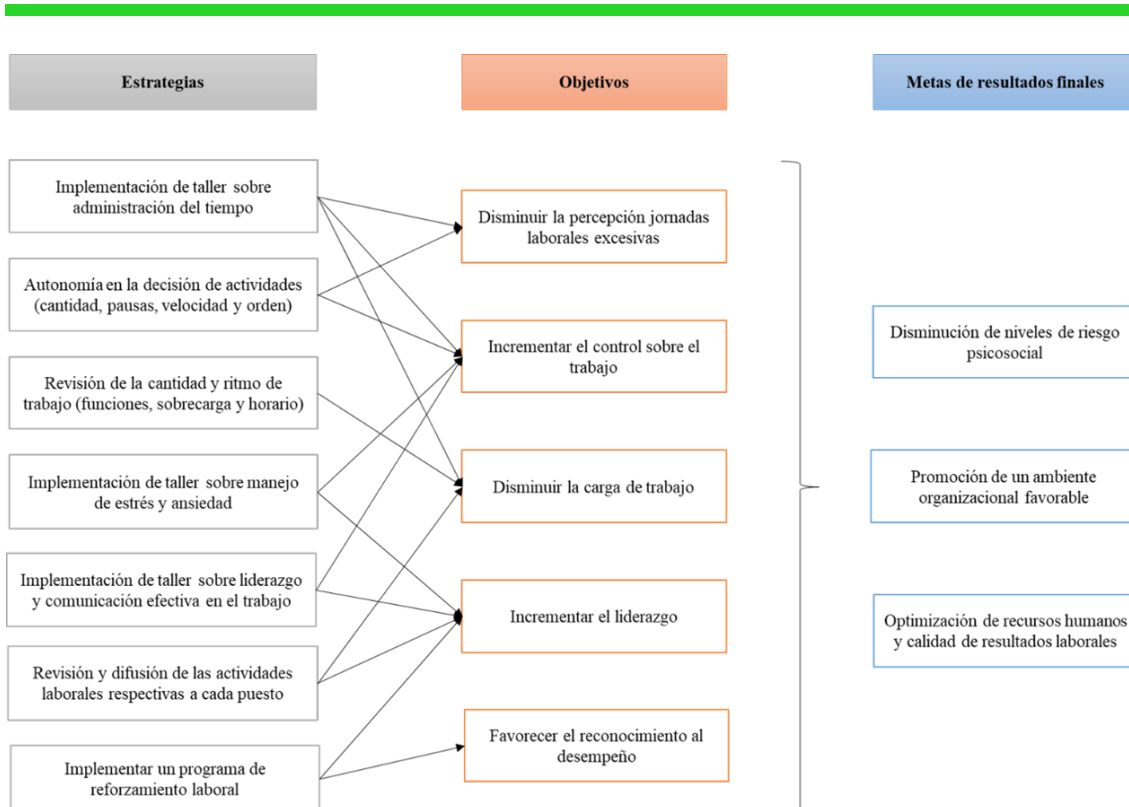 Estrategias
Objetivos
Metas de resultados finales
Implementación de taller sobre
administración del tiempo
Autonomía en la decisión de actividades
(cantidad, pausas, velocidad y orden)
Revisión de la cantidad y ritmo de
trabajo (funciones, sobrecarga y horario)
Implementación de taller sobre manejo
de estrés y ansiedad
Implementación de taller sobre liderazgo
y comunicación efectiva en el trabajo
Revisión y difusión de las actividades
laborales respectivas a cada puesto
Implementar un programa de
reforzamiento laboral
Disminuir la percepción jornadas
laborales excesivas
Incrementar el control sobre el
trabajo
Disminuir la carga de trabajo
Incrementar el liderazgo
Favorecer el reconocimiento al
desempeño
Disminución de niveles de riesgo
psicosocial
Promoción de un ambiente
organizacional favorable
Optimización de recursos humanos
y calidad de resultados laborales